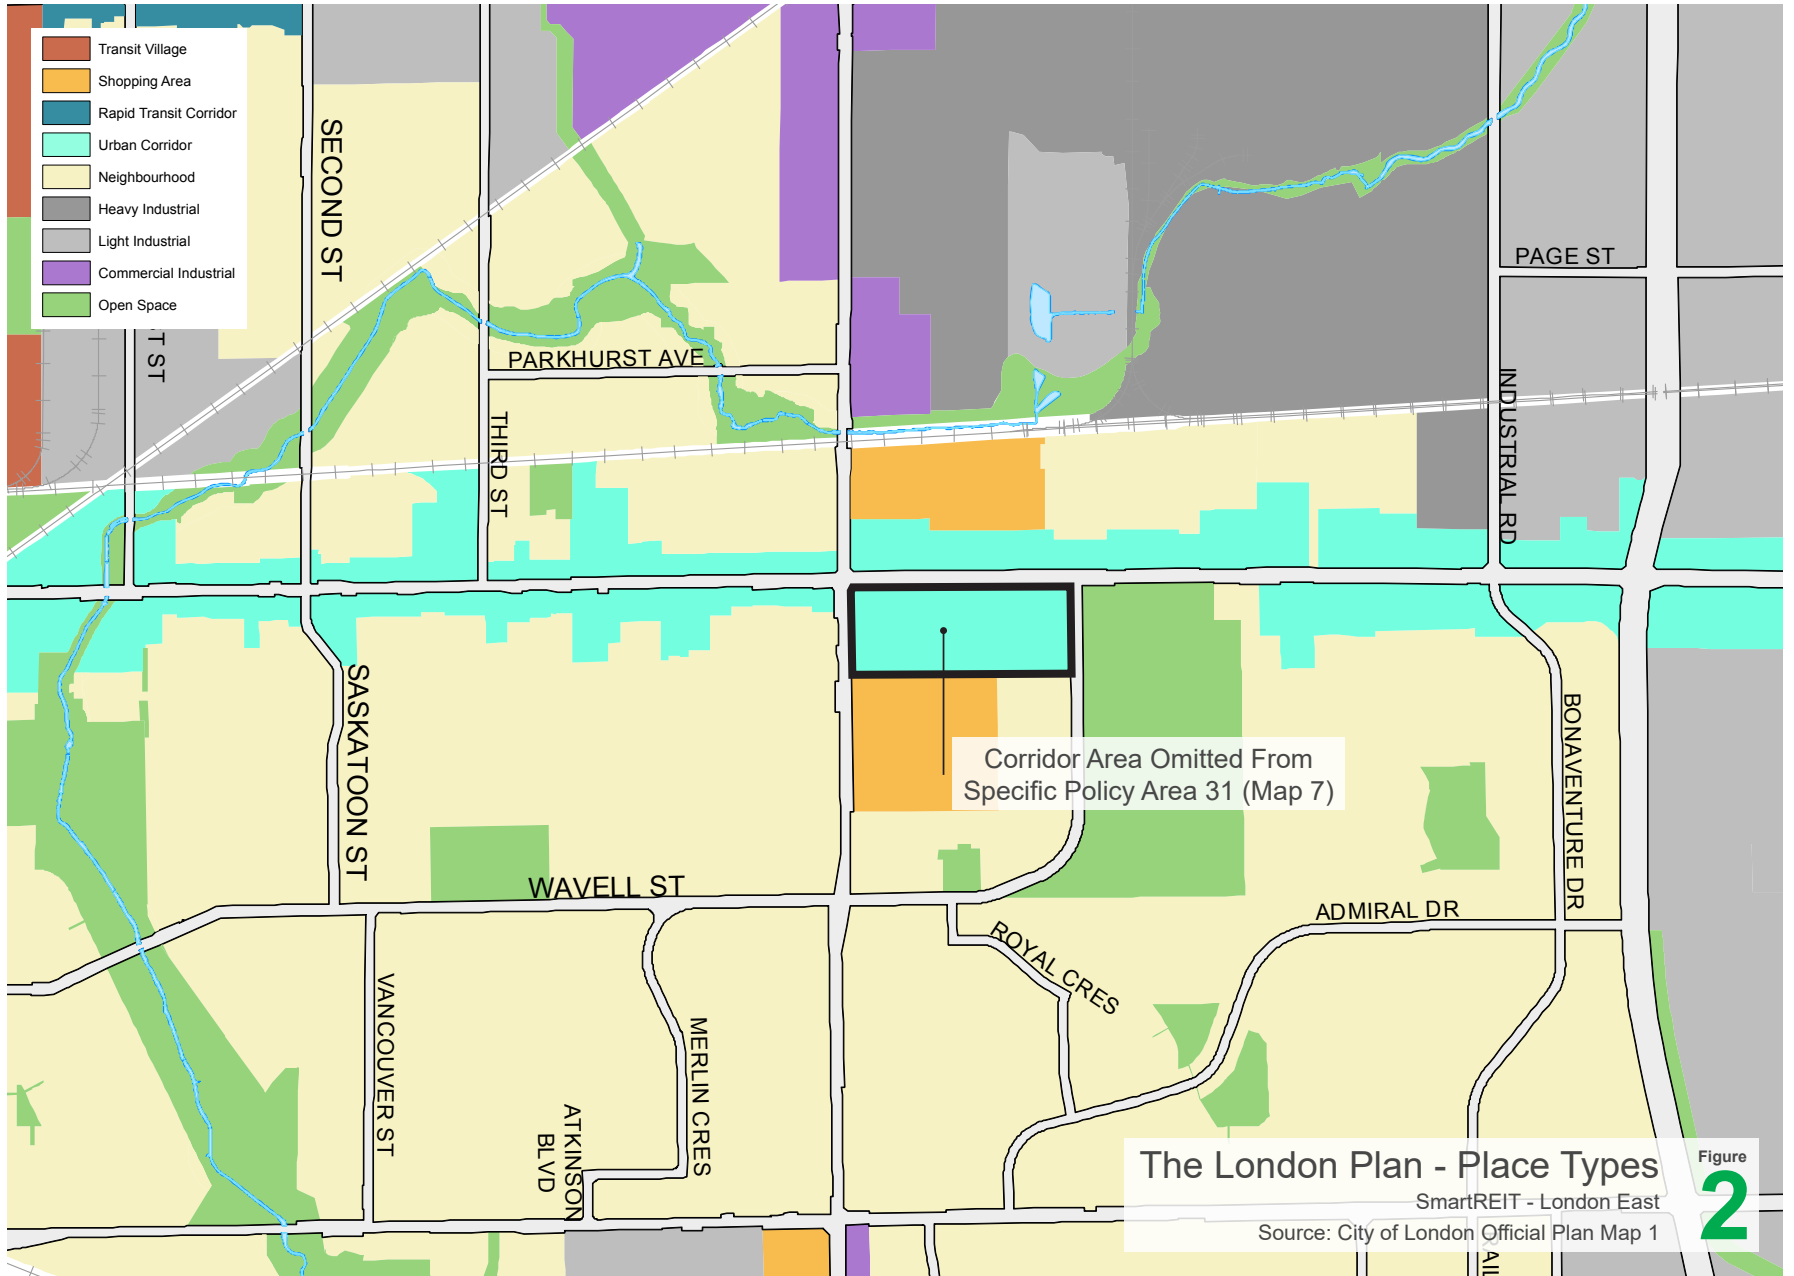 Transit Village
Shopping Area
Rapid Transit Corridor
Urban Corridor
Neighbourhood
Heavy Industrial
Light Industrial
Commercial Industrial
Open Space
SECOND ST
T ST
PAGE ST
PARKHURST AVE
THIRD ST
INDUSTRIAL RD
SASKATOON ST
Corridor Area Omitted From
Specific Policy Area 31 (Map 7)
BONAVENTURE DR
WAVELL ST
ADMIRAL DR
ROYAL CRES
VANCOUVER ST
MERLIN CRES
ATKINSON
BLVD
The London Plan - Place Types
SmartREIT - London East
Source: City of London Official Plan Map 1
Figure
2